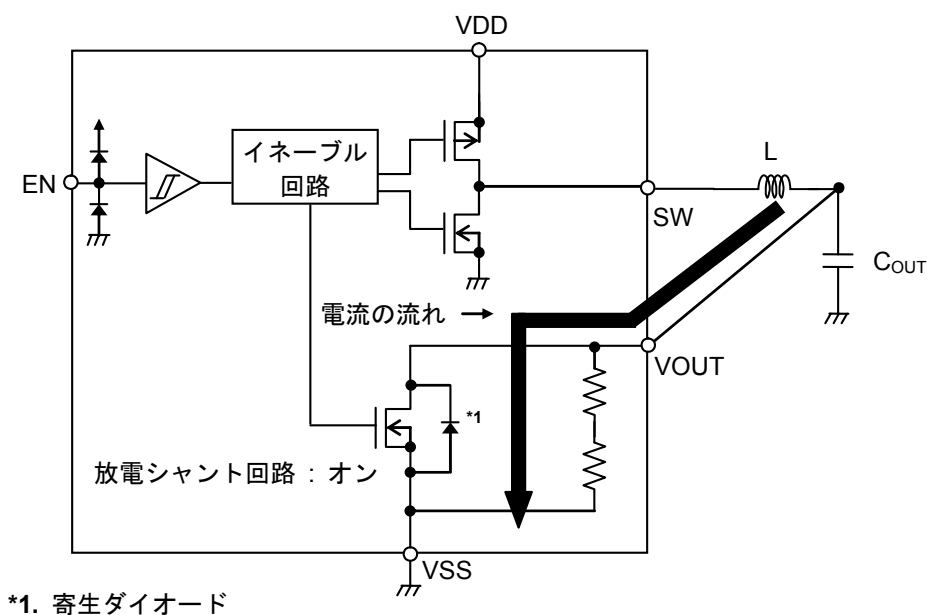 VDD
EN
イネーブル
回路
L
SW
C_OUT
電流の流れ →
VOUT
*1
放電シャント回路 : オン
VSS
*1. 寄生ダイオード